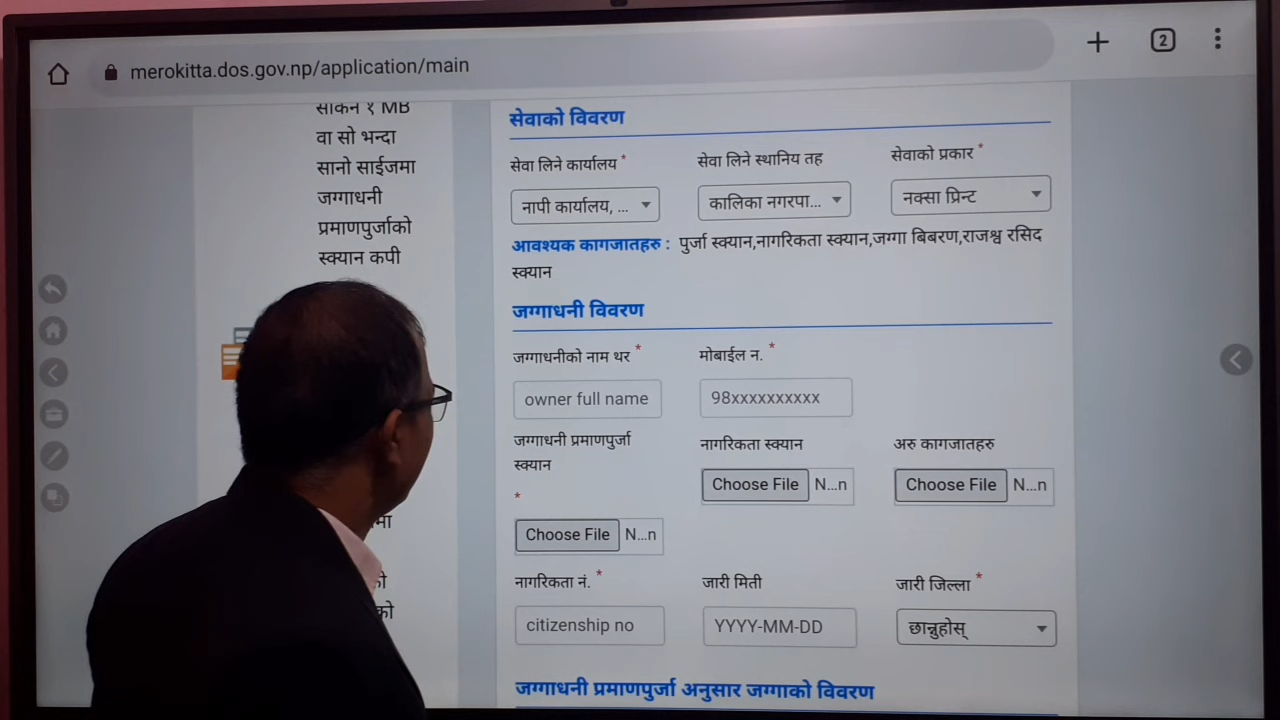 merokitta.dos.gov.np/application/main
2
साकेन १ MB
वा सो भन्दा
सानो साईजमा
जग्गाधनी
प्रमाणपुर्जाको
स्क्यान कपी
सेवाको विवरण
सेवा लिने कार्यालय *
सेवा लिने स्थानिय तह
सेवाको प्रकार *
नापी कार्यालय, ...
कालिका नगरपा...
नक्सा प्रिन्ट
आवश्यक कागजातहरु : पुर्जा स्क्यान,नागरिकता स्क्यान,जग्गा बिबरण,राजश्व रसिद
स्क्यान
जग्गाधनी विवरण
जग्गाधनीको नाम थर *
मोबाईल न. *
owner full name
98xxxxxxxxxx
जग्गाधनी प्रमाणपुर्जा
स्क्यान
*
नागरिकता स्क्यान
अरु कागजातहरु
Choose File N...n
Choose File N...n
Choose File N...n
नागरिकता नं. *
जारी मिती
जारी जिल्ला *
citizenship no
YYYY-MM-DD
छान्नुहोस्
जग्गाधनी प्रमाणपुर्जा अनुसार जग्गाको विवरण